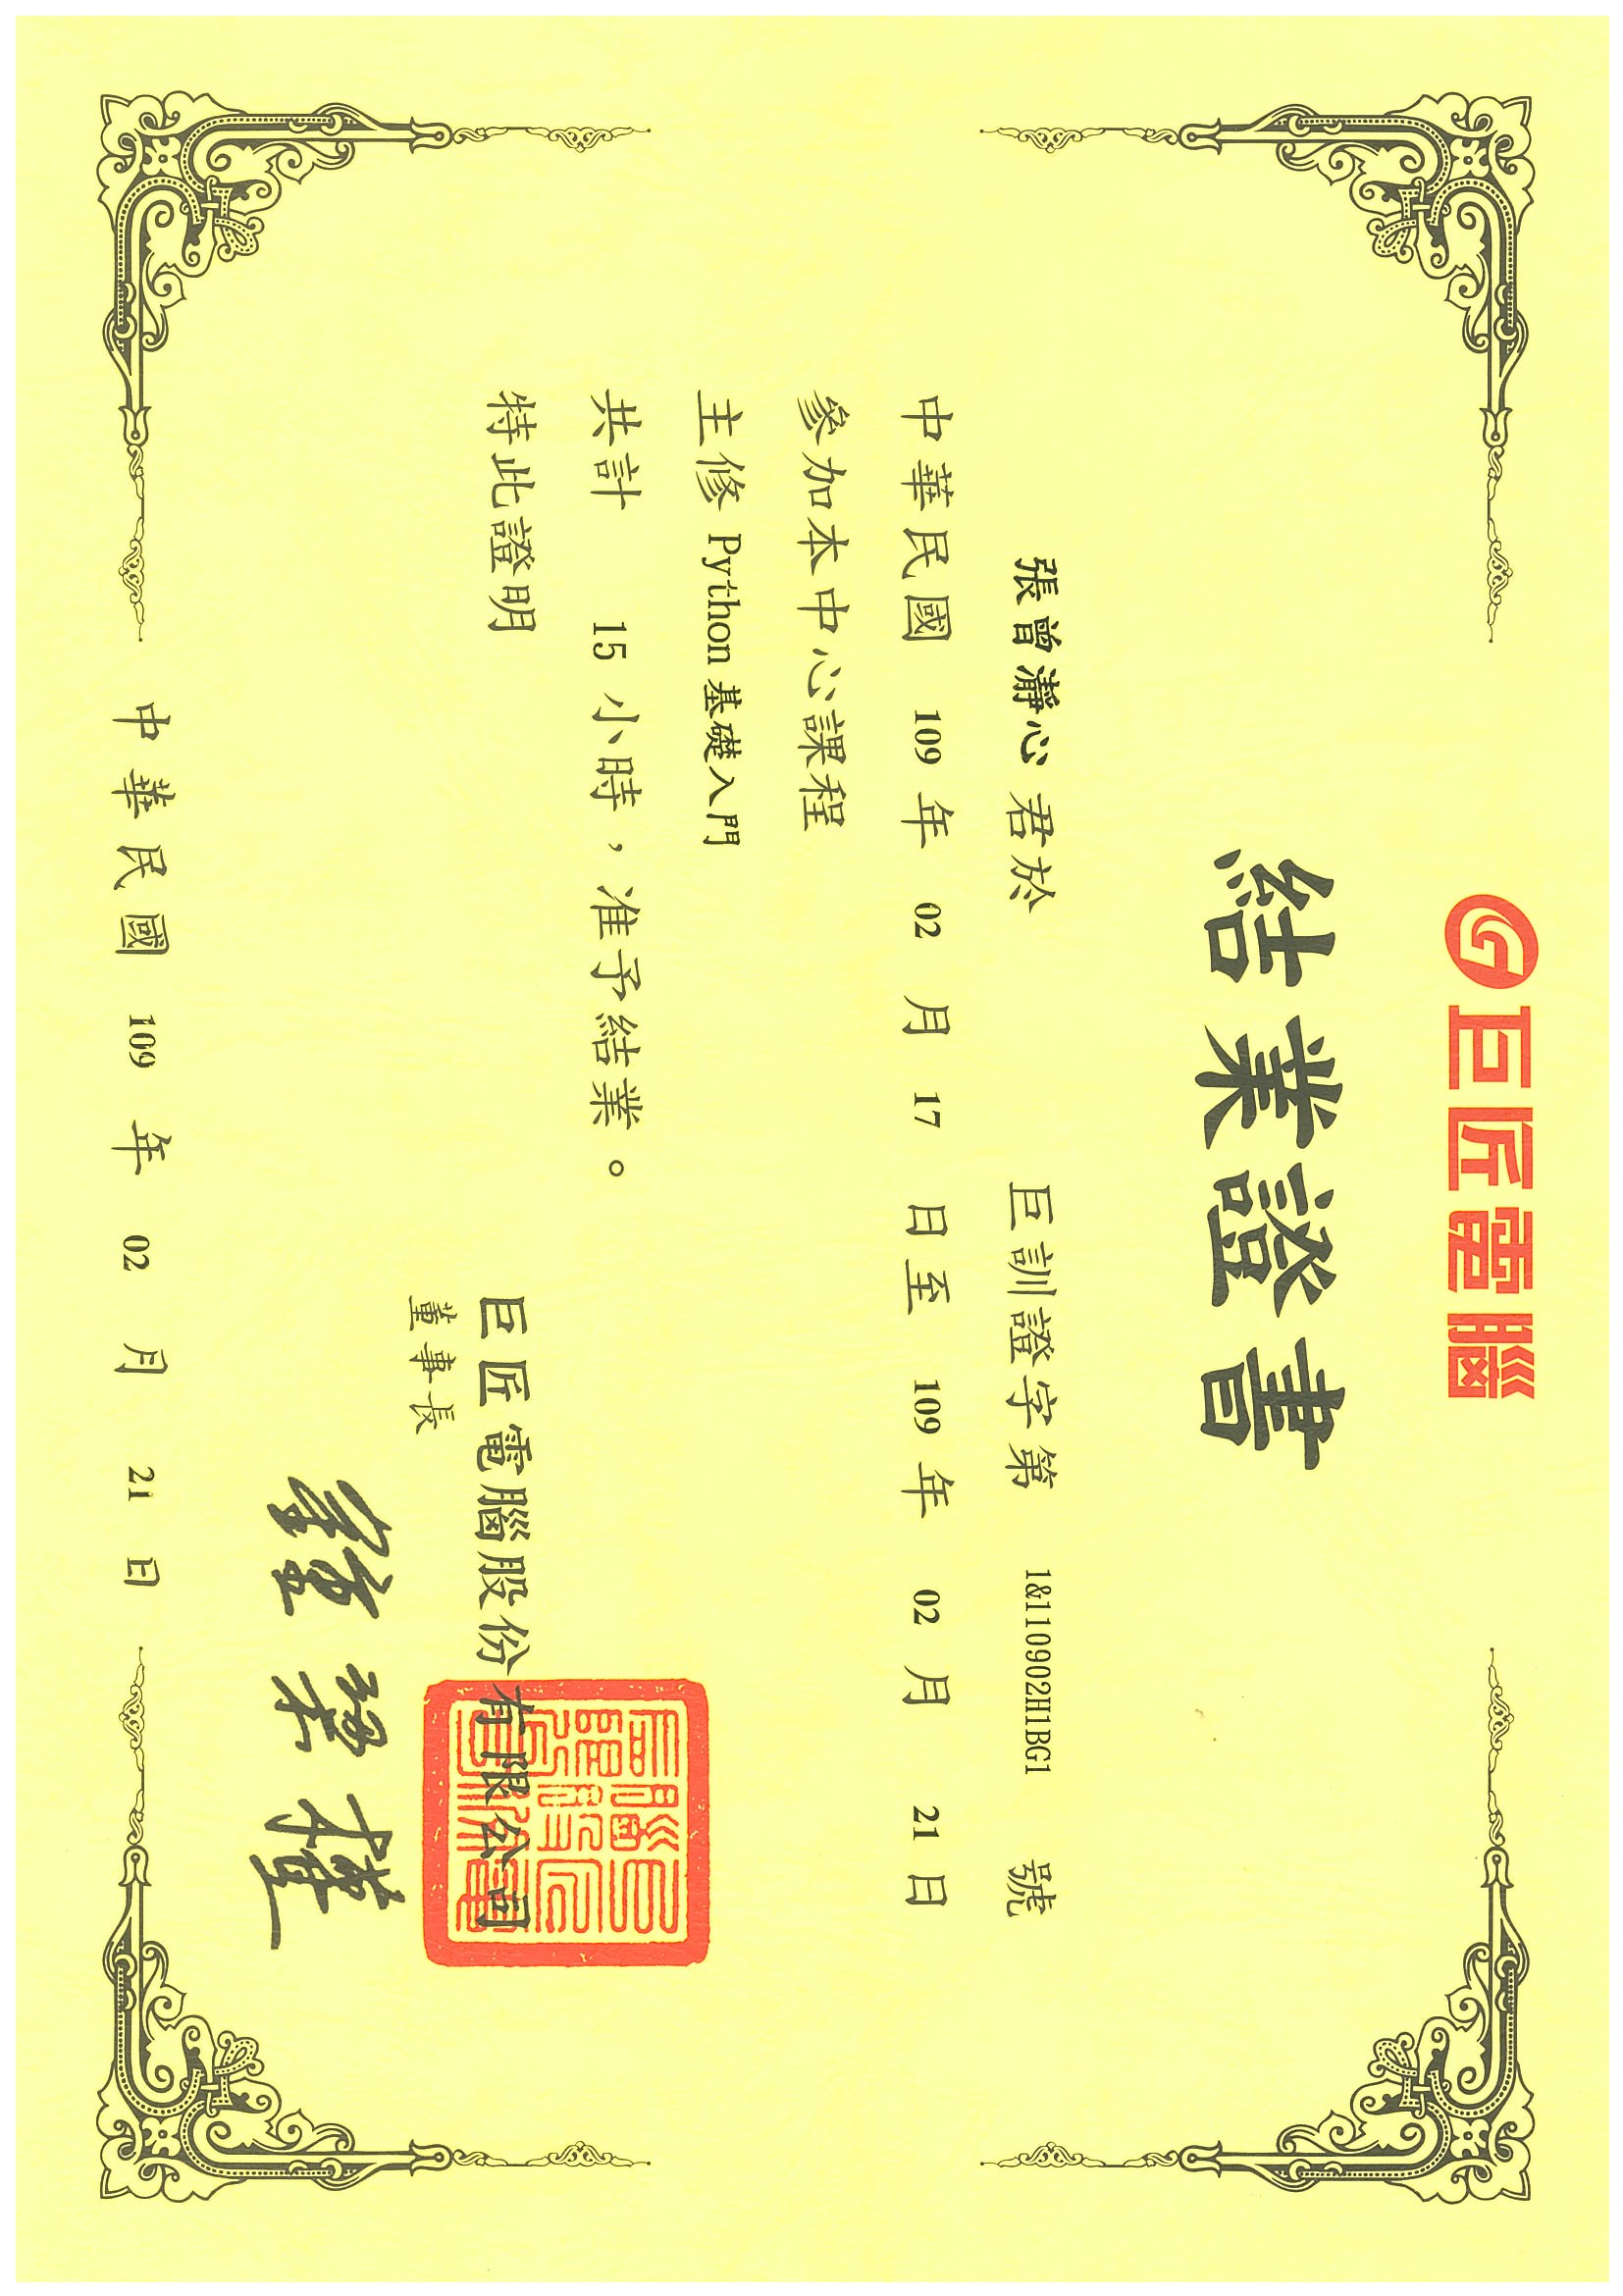 巨匠電腦
結業證書
張曾瀞心 君於 巨訓證字第 1&110902H1BG1 號
中華民國 109 年 02 月 17 日至 109 年 02 月 21 日
參加本中心課程
主修 Python 基礎入門
共計 15 小時，准予結業。
特此證明
巨匠電腦股份有限公司
巨匠電腦股份有限公司
董事長
鍾梁權
中華民國 109 年 02 月 21 日